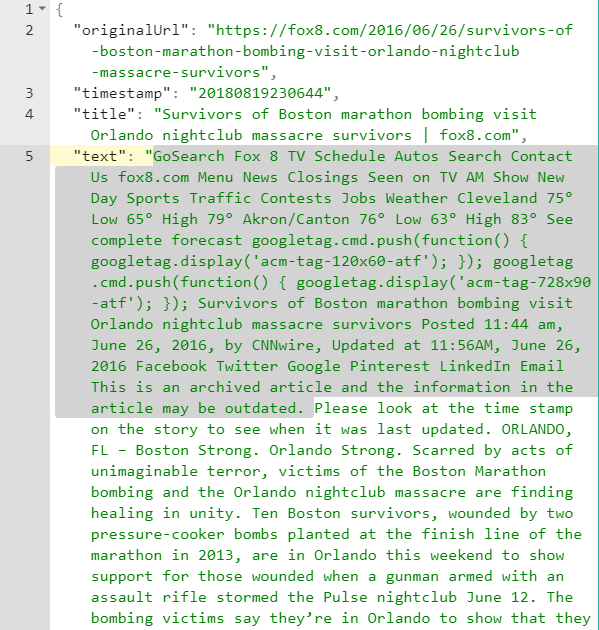 1 {
2 "originalUrl": "https://fox8.com/2016/06/26/survivors-of
-boston-marathon-bombing-visit-orlando-nightclub
-massacre-survivors",
3 "timestamp": "20180819230644",
4 "title": "Survivors of Boston marathon bombing visit
Orlando nightclub massacre survivors | fox8.com",
5 "text": "GoSearch Fox 8 TV Schedule Autos Search Contact
Us fox8.com Menu News Closings Seen on TV AM Show New
Day Sports Traffic Contests Jobs Weather Cleveland 75°
Low 65° High 79° Akron/Canton 76° Low 63° High 83° See
complete forecast googletag.cmd.push(function() {
googletag.display('acm-tag-120x60-atf'); }); googletag
.cmd.push(function() { googletag.display('acm-tag-728x90
-atf'); }); Survivors of Boston marathon bombing visit
Orlando nightclub massacre survivors Posted 11:44 am,
June 26, 2016, by CNNwire, Updated at 11:56AM, June 26,
2016 Facebook Twitter Google Pinterest LinkedIn Email
This is an archived article and the information in the
article may be outdated. Please look at the time stamp
on the story to see when it was last updated. ORLANDO,
FL – Boston Strong. Orlando Strong. Scarred by acts of
unimaginable terror, victims of the Boston Marathon
bombing and the Orlando nightclub massacre are finding
healing in unity. Ten Boston survivors, wounded by two
pressure-cooker bombs planted at the finish line of the
marathon in 2013, are in Orlando this weekend to show
support for those wounded when a gunman armed with an
assault rifle stormed the Pulse nightclub June 12. The
bombing victims say they’re in Orlando to show that they